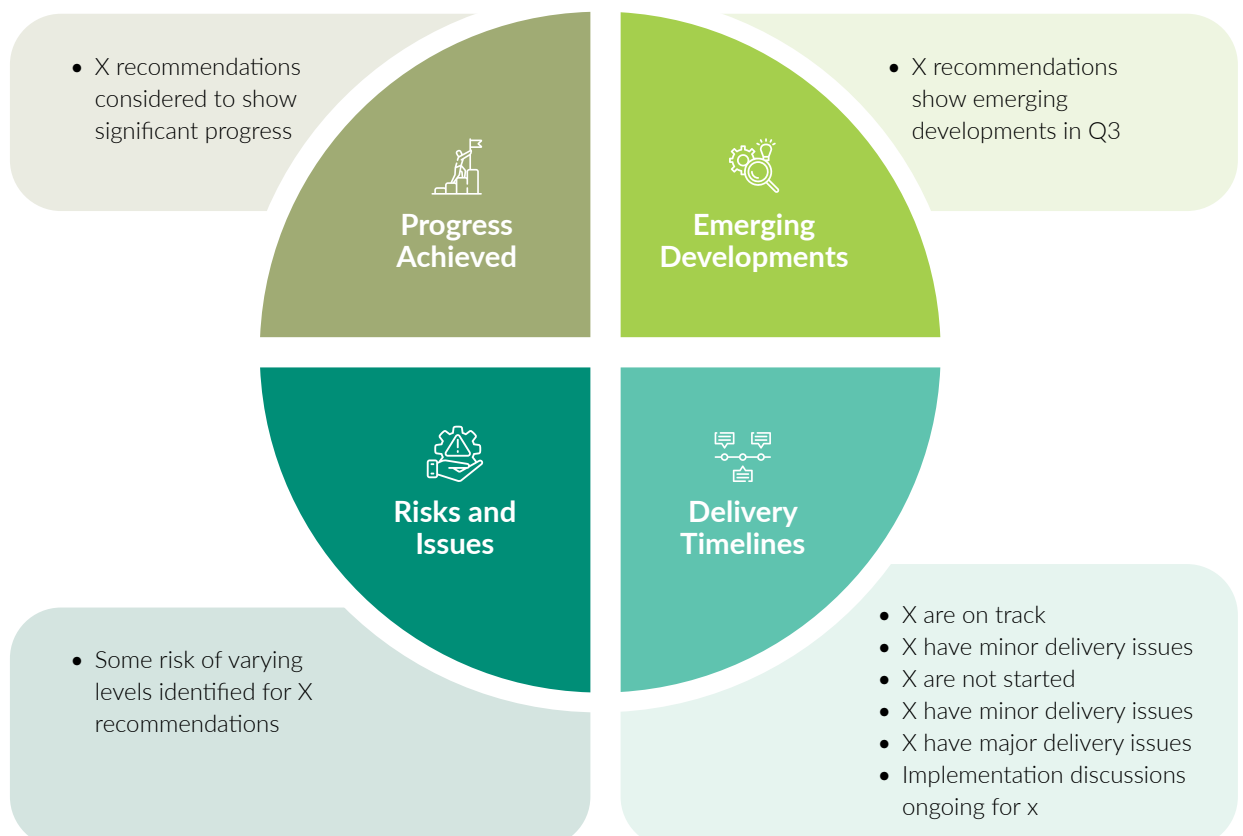 • X recommendations
considered to show
significant progress
Progress
Achieved
Emerging
Developments
• X recommendations
show emerging
developments in Q3
Risks and
Issues
• Some risk of varying
levels identified for X
recommendations
Delivery
Timelines
• X are on track
• X have minor delivery issues
• X are not started
• X have minor delivery issues
• X have major delivery issues
• Implementation discussions
ongoing for x